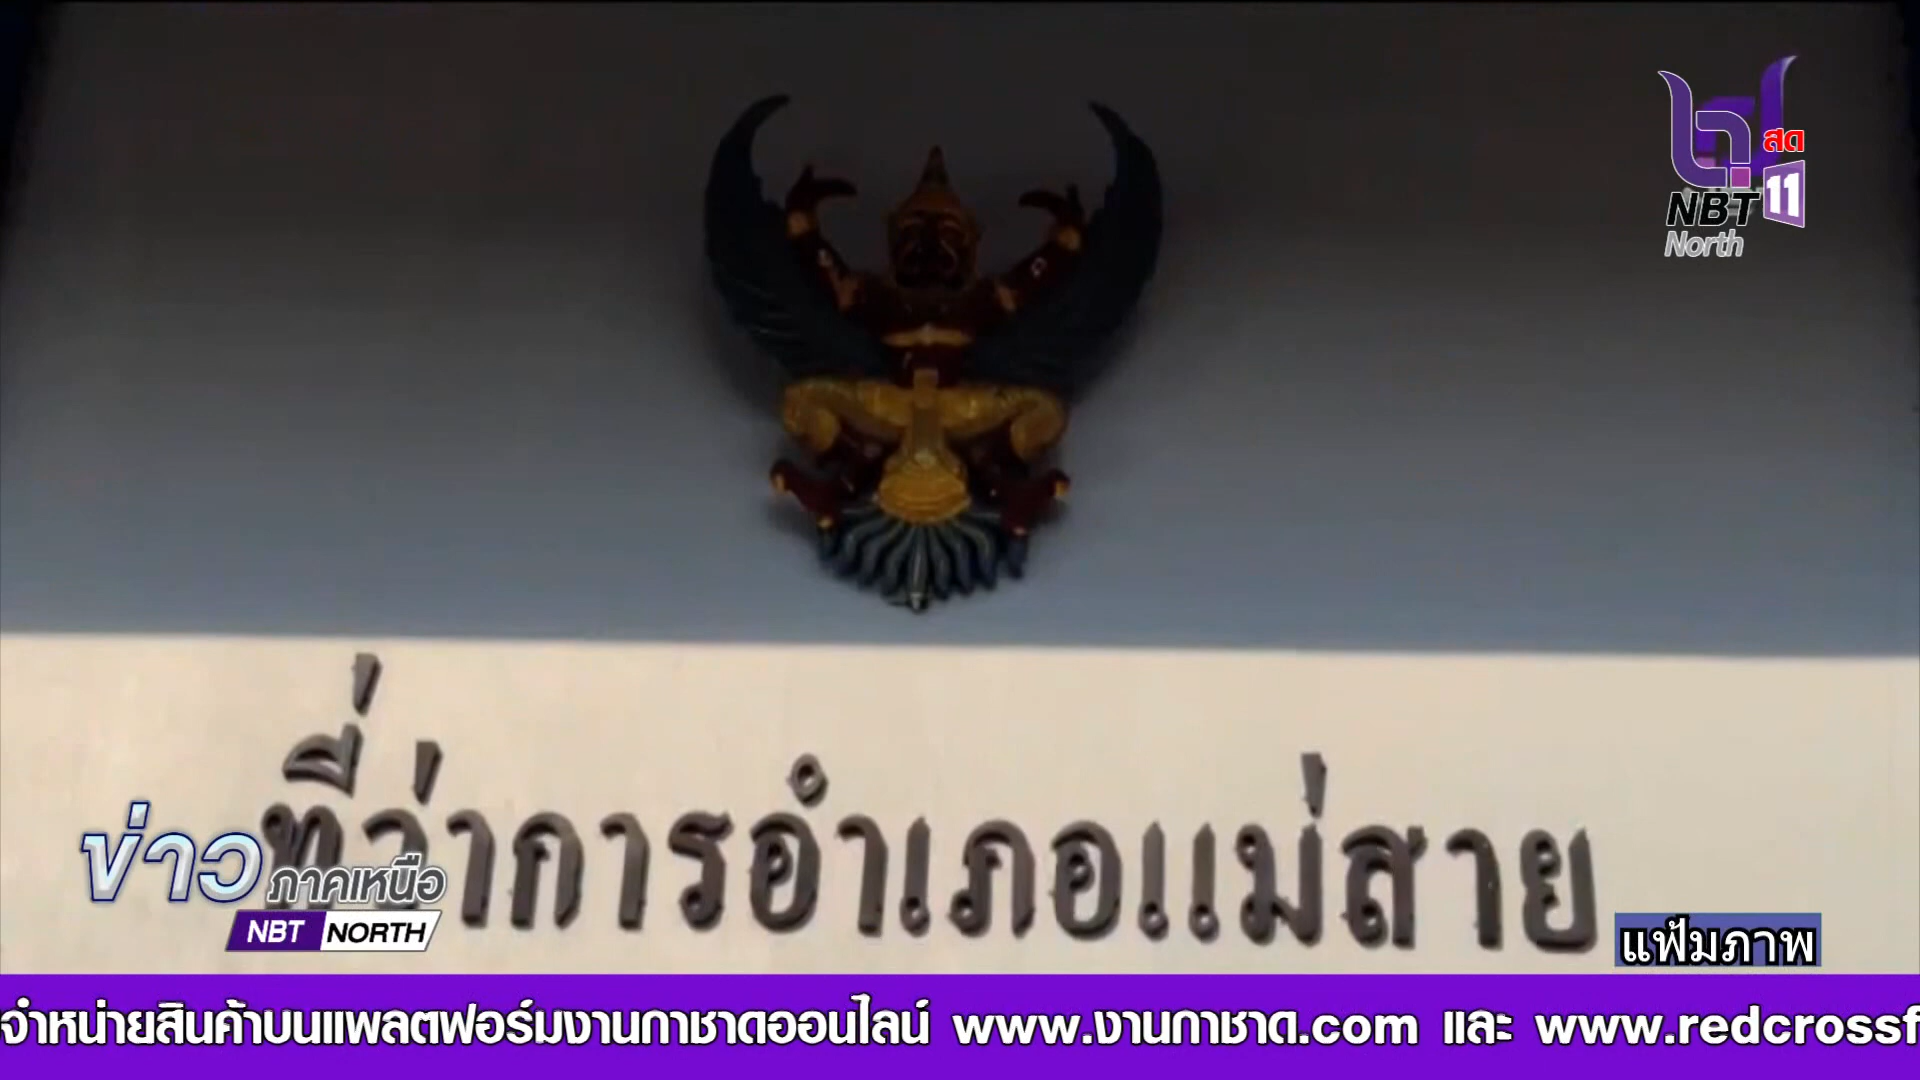 สด
NBT 11
North
ที่ว่าการอำเภอแม่สาย
ข่าว
ภาคเหนือ
NBT NORTH
แฟ้มภาพ
จำหน่ายสินค้าบนแพลตฟอร์มงานกาชาดออนไลน์ www.งานกาชาด.com และ www.redcrossf